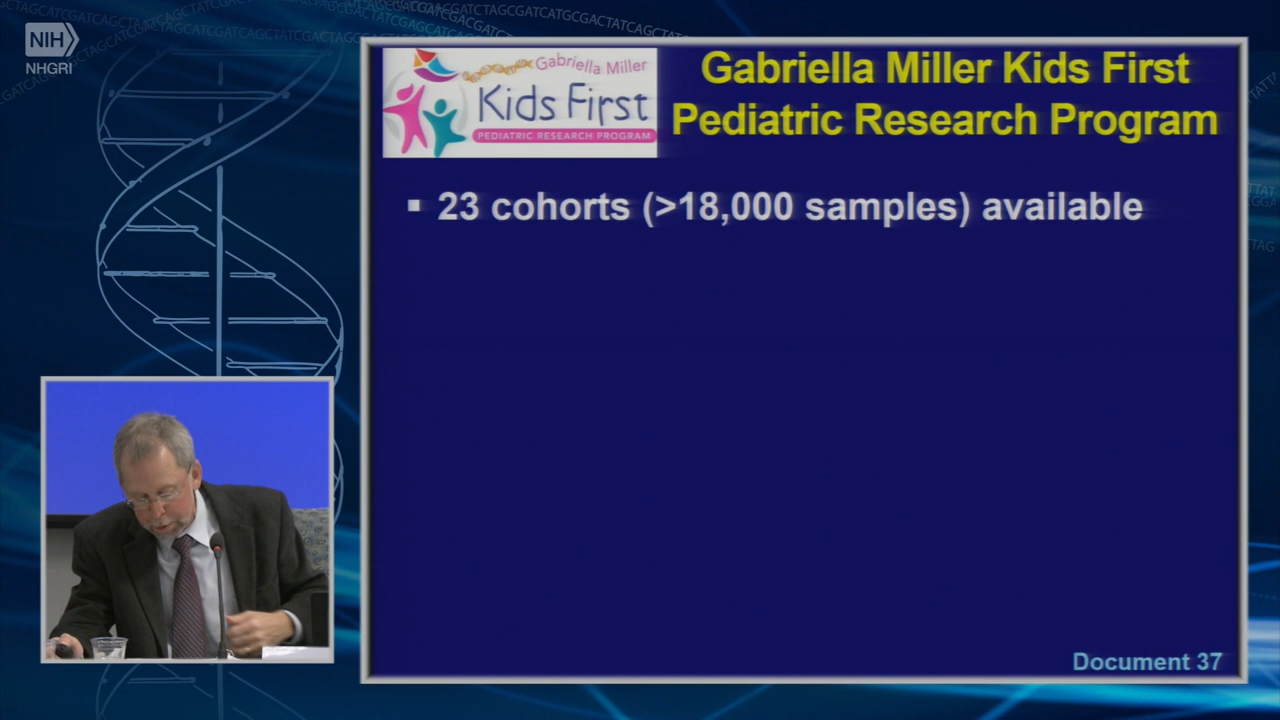 NIH
NHGRI
Gabriella Miller
Kids First
PEDIATRIC RESEARCH PROGRAM
Gabriella Miller Kids First
Pediatric Research Program
▪ 23 cohorts (>18,000 samples) available
Document 37